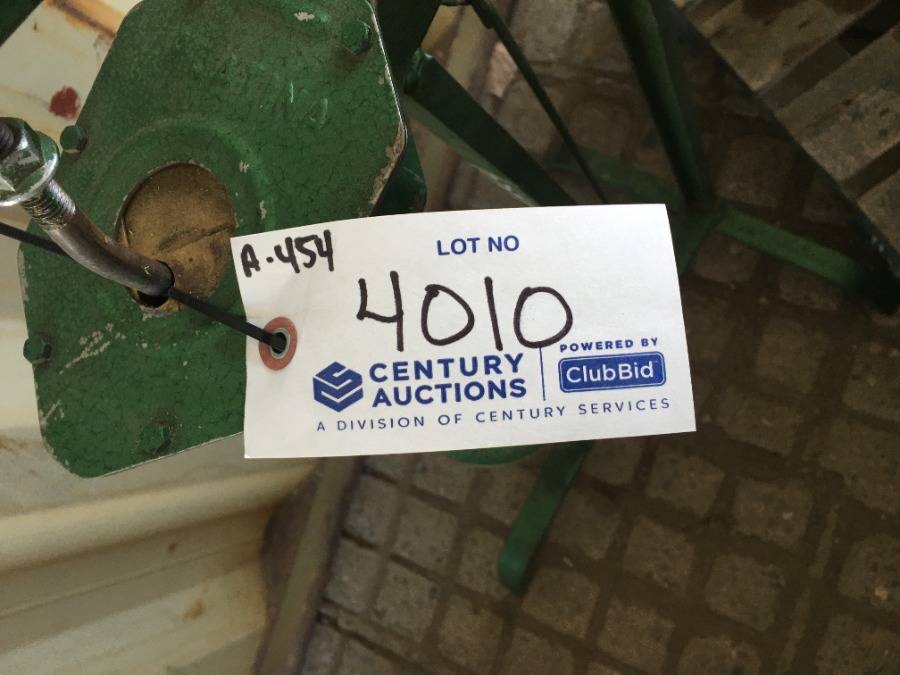 A-454
LOT NO
4010
CENTURY
AUCTIONS
POWERED BY
ClubBid
A DIVISION OF CENTURY SERVICES